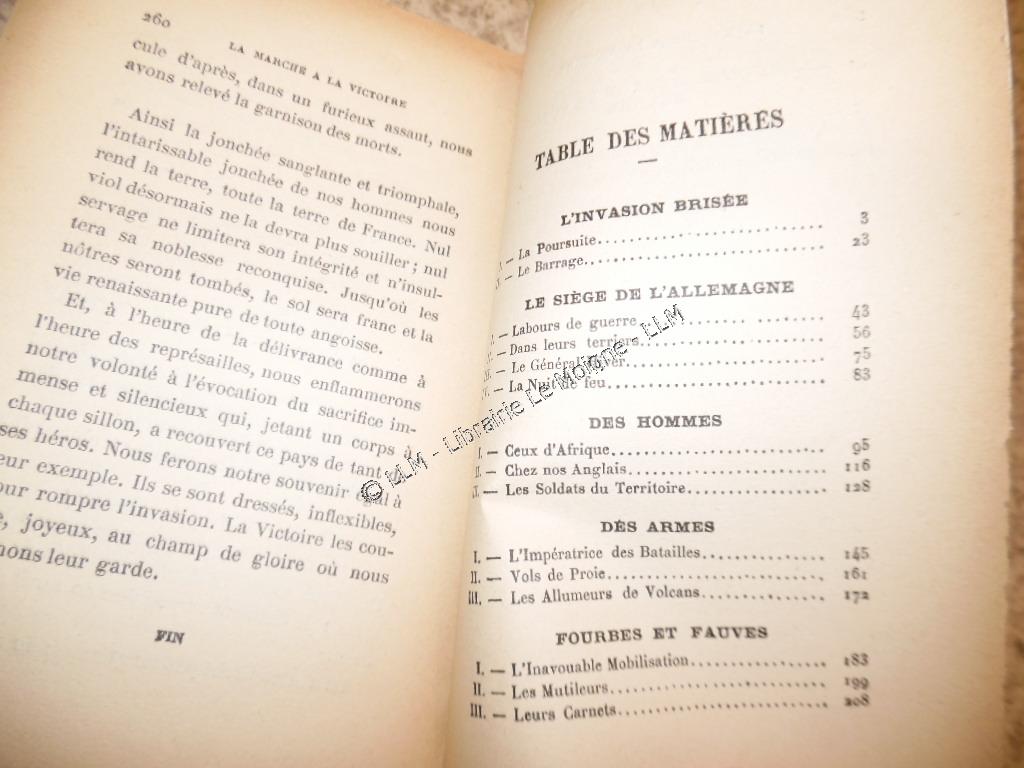 260
LA MARCHE A LA VICTOIRE
cule d'après, dans un furieux assaut, nous
avons relevé la garnison des morts.
Ainsi la jonchée sanglante et triomphale,
l'intarissable jonchée de nos hommes nous
rend la terre, toute la terre de France. Nul
viol désormais ne la devra plus souiller ; nul
servage ne limitera son intégrité et n'insul-
tera sa noblesse reconquise. Jusqu'où les
nôtres seront tombés, le sol sera franc et la
vie renaissante pure de toute angoisse.
Et, à l'heure de la délivrance comme à
l'heure des représailles, nous enflammerons
notre volonté à l'évocation du sacrifice im-
mense et silencieux qui, jetant un corps à
chaque sillon, a recouvert ce pays de tant
ses héros. Nous ferons notre souvenir égal à
eur exemple. Ils se sont dressés, inflexibles,
our rompre l'invasion. La Victoire les cou-
e, joyeux, au champ de gloire où nous
nons leur garde.
FIN
TABLE DES MATIÈRES
L'INVASION BRISÉE
— La Poursuite 3
— Le Barrage 23
LE SIÈGE DE L'ALLEMAGNE
I. — Labours de guerre 43
— Dans leurs terriers 56
— Le Général 75
IV. — La Nuit de feu 83
DES HOMMES
I. — Ceux d'Afrique 95
II. — Chez nos Anglais 116
— Les Soldats du Territoire 128
DES ARMES
I. — L'Impératrice des Batailles 145
II. — Vols de Proie 161
III. — Les Allumeurs de Volcans 172
FOURBES ET FAUVES
I. — L'Inavouable Mobilisation 183
II. — Les Mutileurs 199
III. — Leurs Carnets 208
© LLM - Librairie Le Moligne - LLM